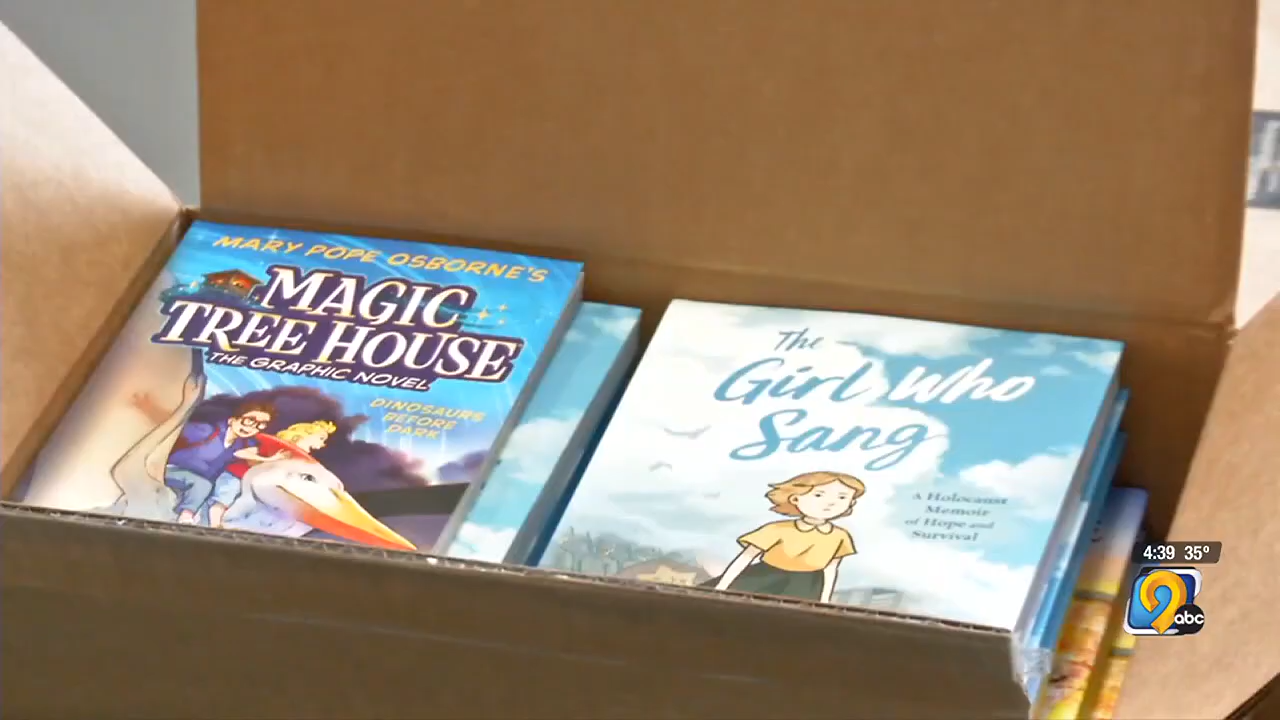 MARY POPE OSBORNE'S
MAGIC
TREE HOUSE
THE GRAPHIC NOVEL
DINOSAURS
BEFORE
DARK
The
Girl Who
Sang
A Holocaust
Memoir
of Hope and
Survival
4:39 35°
9
abc